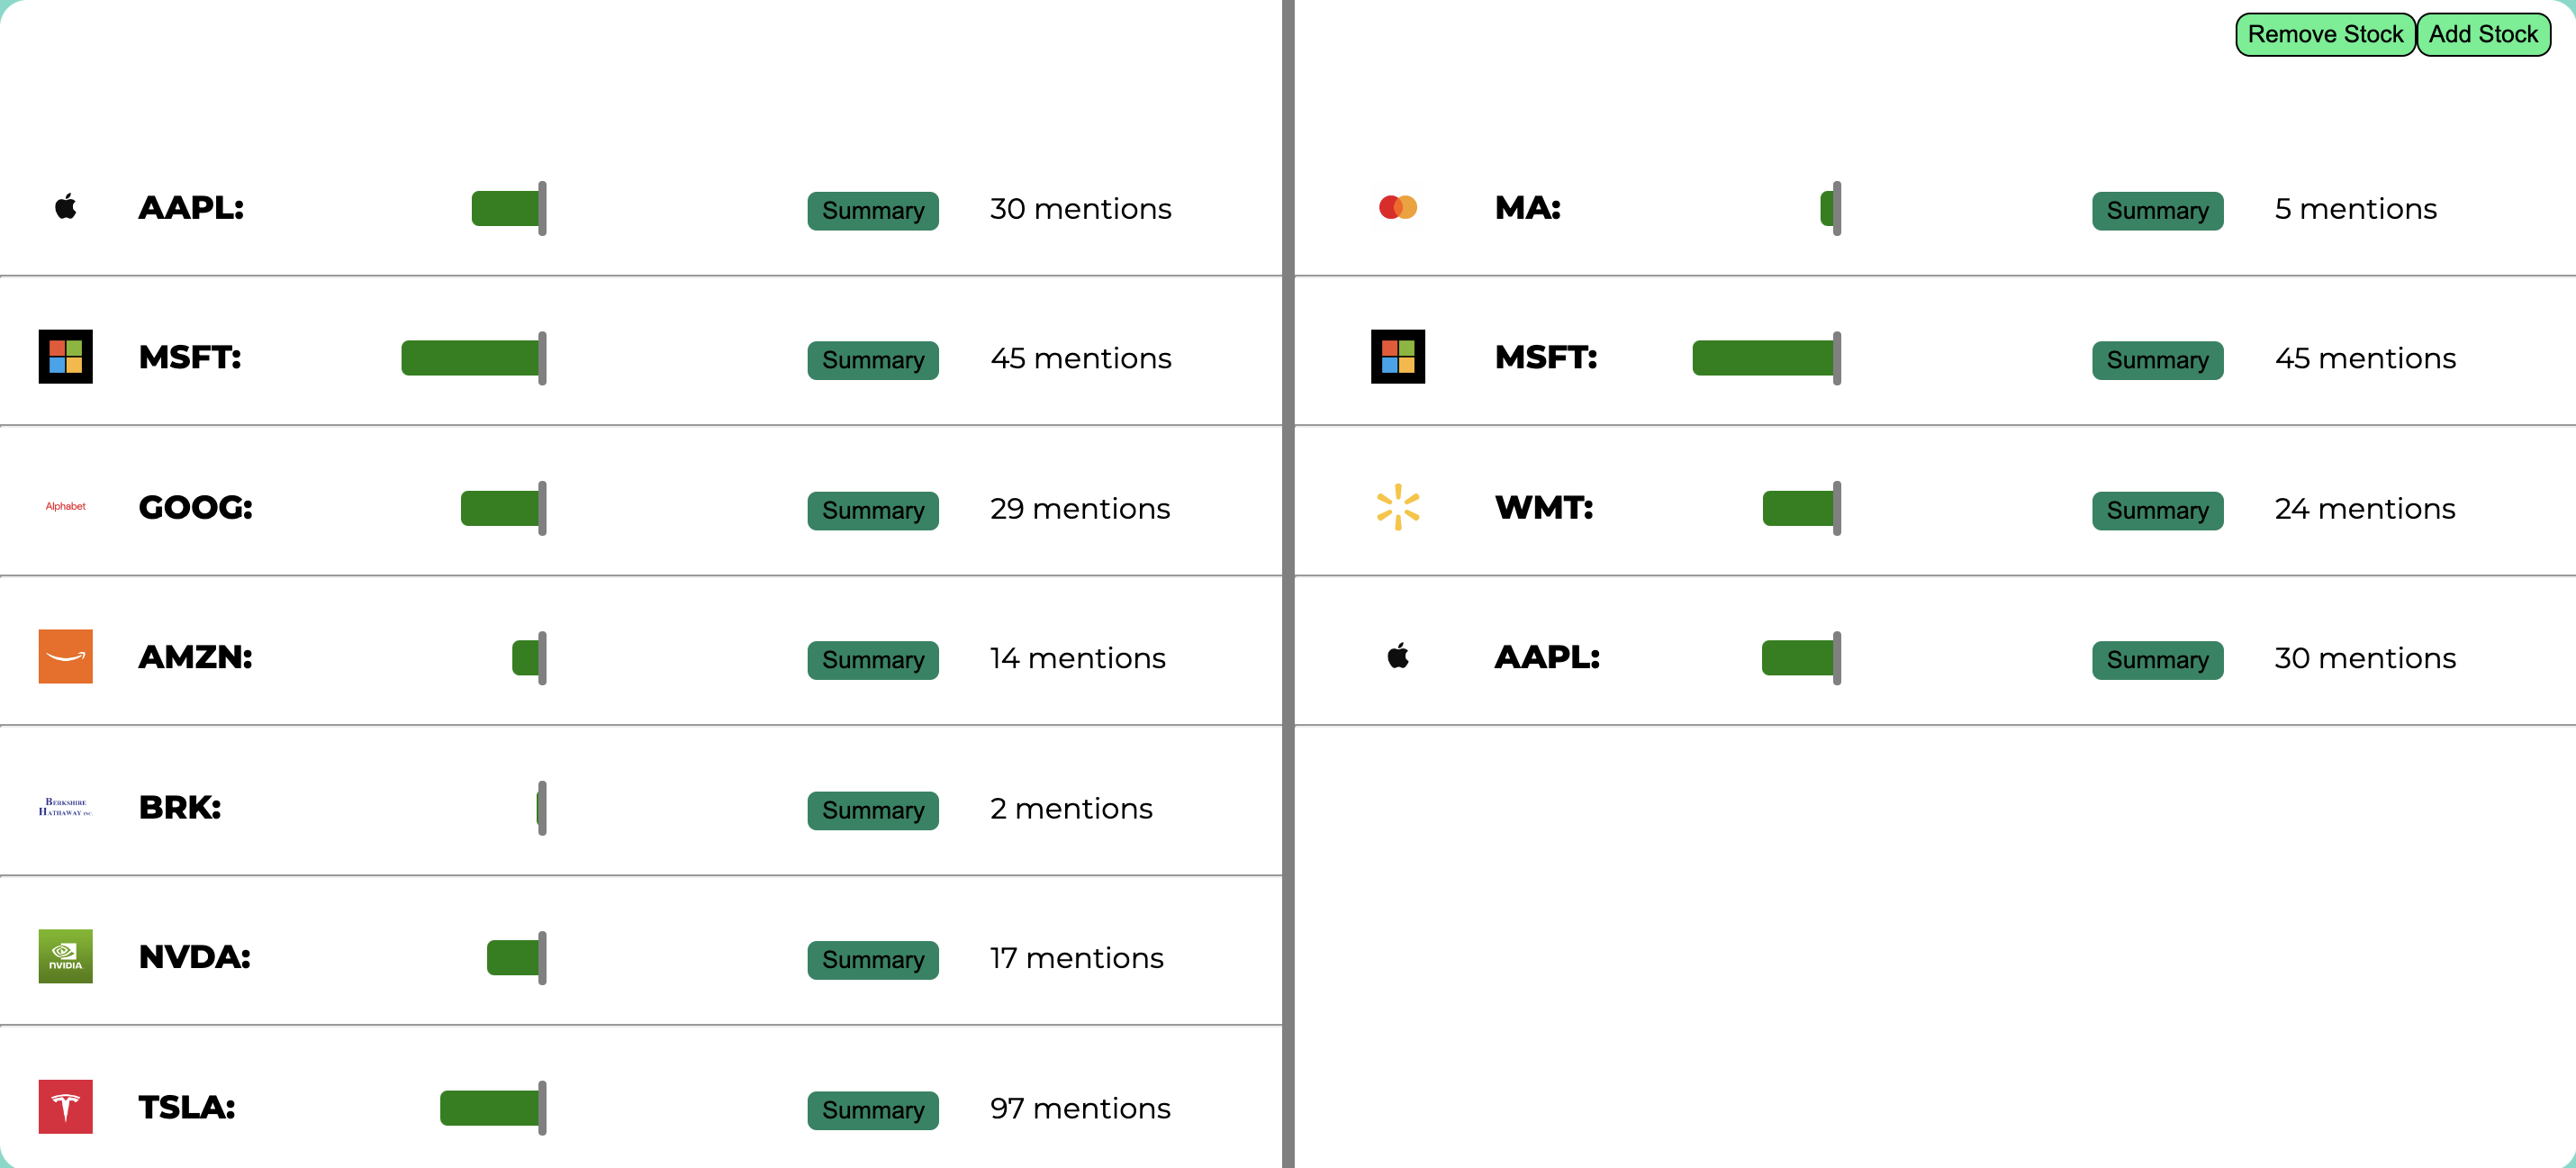 Remove Stock Add Stock
AAPL: Summary 30 mentions
MSFT: Summary 45 mentions
Alphabet GOOG: Summary 29 mentions
AMZN: Summary 14 mentions
BERKSHIRE
HATHAWAY INC.
BRK: Summary 2 mentions
NVIDIA
NVDA: Summary 17 mentions
TSLA: Summary 97 mentions
MA: Summary 5 mentions
MSFT: Summary 45 mentions
WMT: Summary 24 mentions
AAPL: Summary 30 mentions